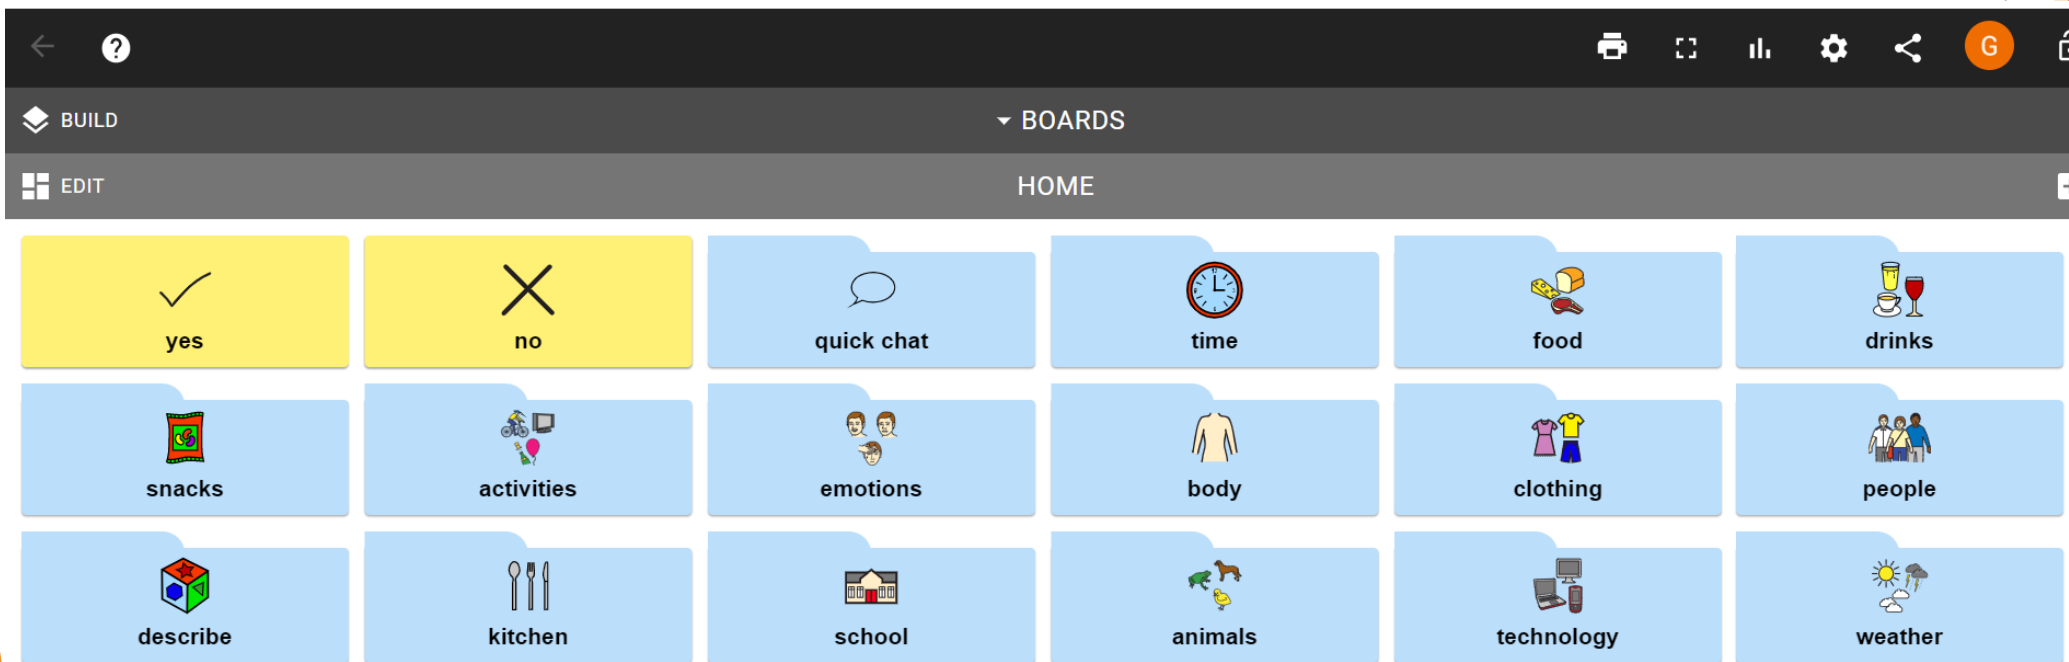 G
BUILD
BOARDS
EDIT
HOME
yes
no
quick chat
time
food
drinks
snacks
activities
emotions
body
clothing
people
describe
kitchen
school
animals
technology
weather